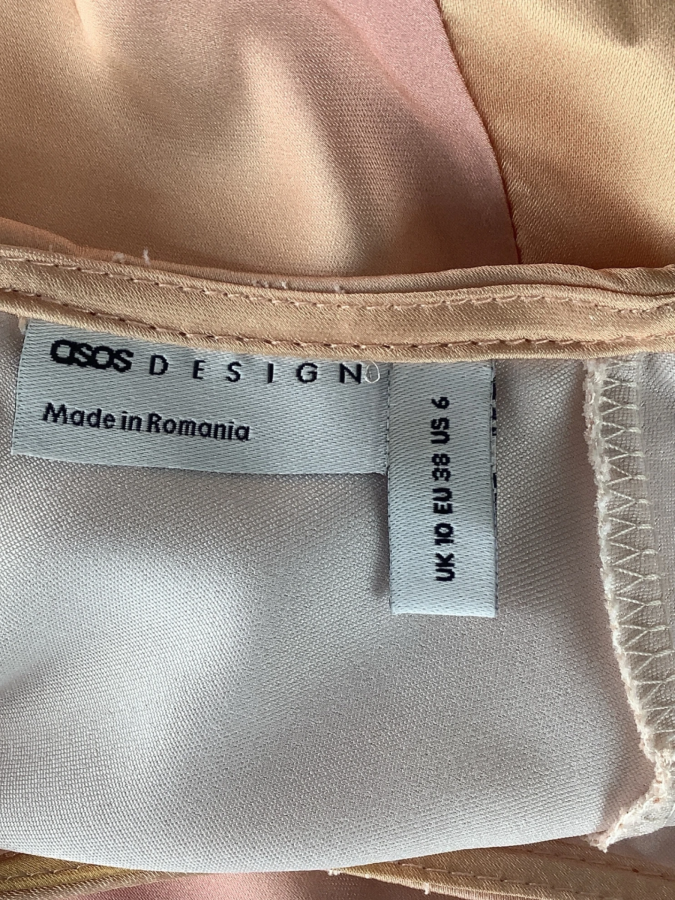 asos DESIGN
Made in Romania
UK 10 EU 38 US 6